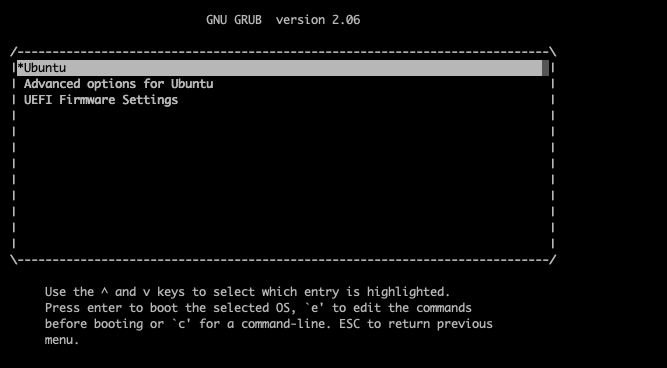 GNU GRUB  version 2.06
*Ubuntu
Advanced options for Ubuntu
UEFI Firmware Settings
Use the ^ and v keys to select which entry is highlighted.
Press enter to boot the selected OS, `e' to edit the commands
before booting or `c' for a command-line. ESC to return previous
menu.